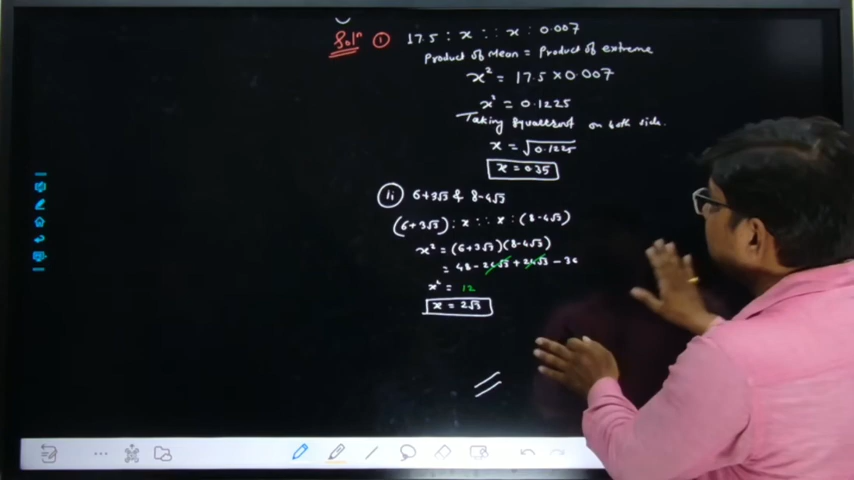 Solⁿ ① 17.5 : x :: x : 0.007
Product of Mean = Product of extreme
x² = 17.5 × 0.007
x² = 0.1225
Taking squareroot on both side.
x = √0.1225
x = 0.35
ii 6+3√3 & 8-4√3
(6+3√3) : x :: x : (8-4√3)
x² = (6+3√3)(8-4√3)
= 48 - 24√3 + 24√3 - 36
x² = 12
x = 2√3